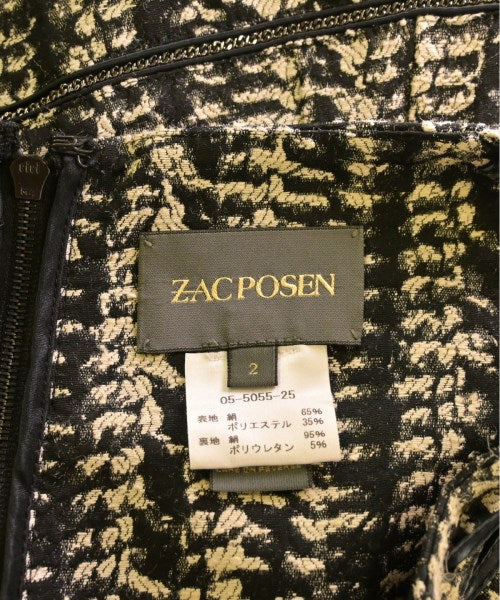 ZAC POSEN
2
05-5055-25
表地 絹 65%
ポリエステル 35%
裏地 絹 95%
ポリウレタン 5%